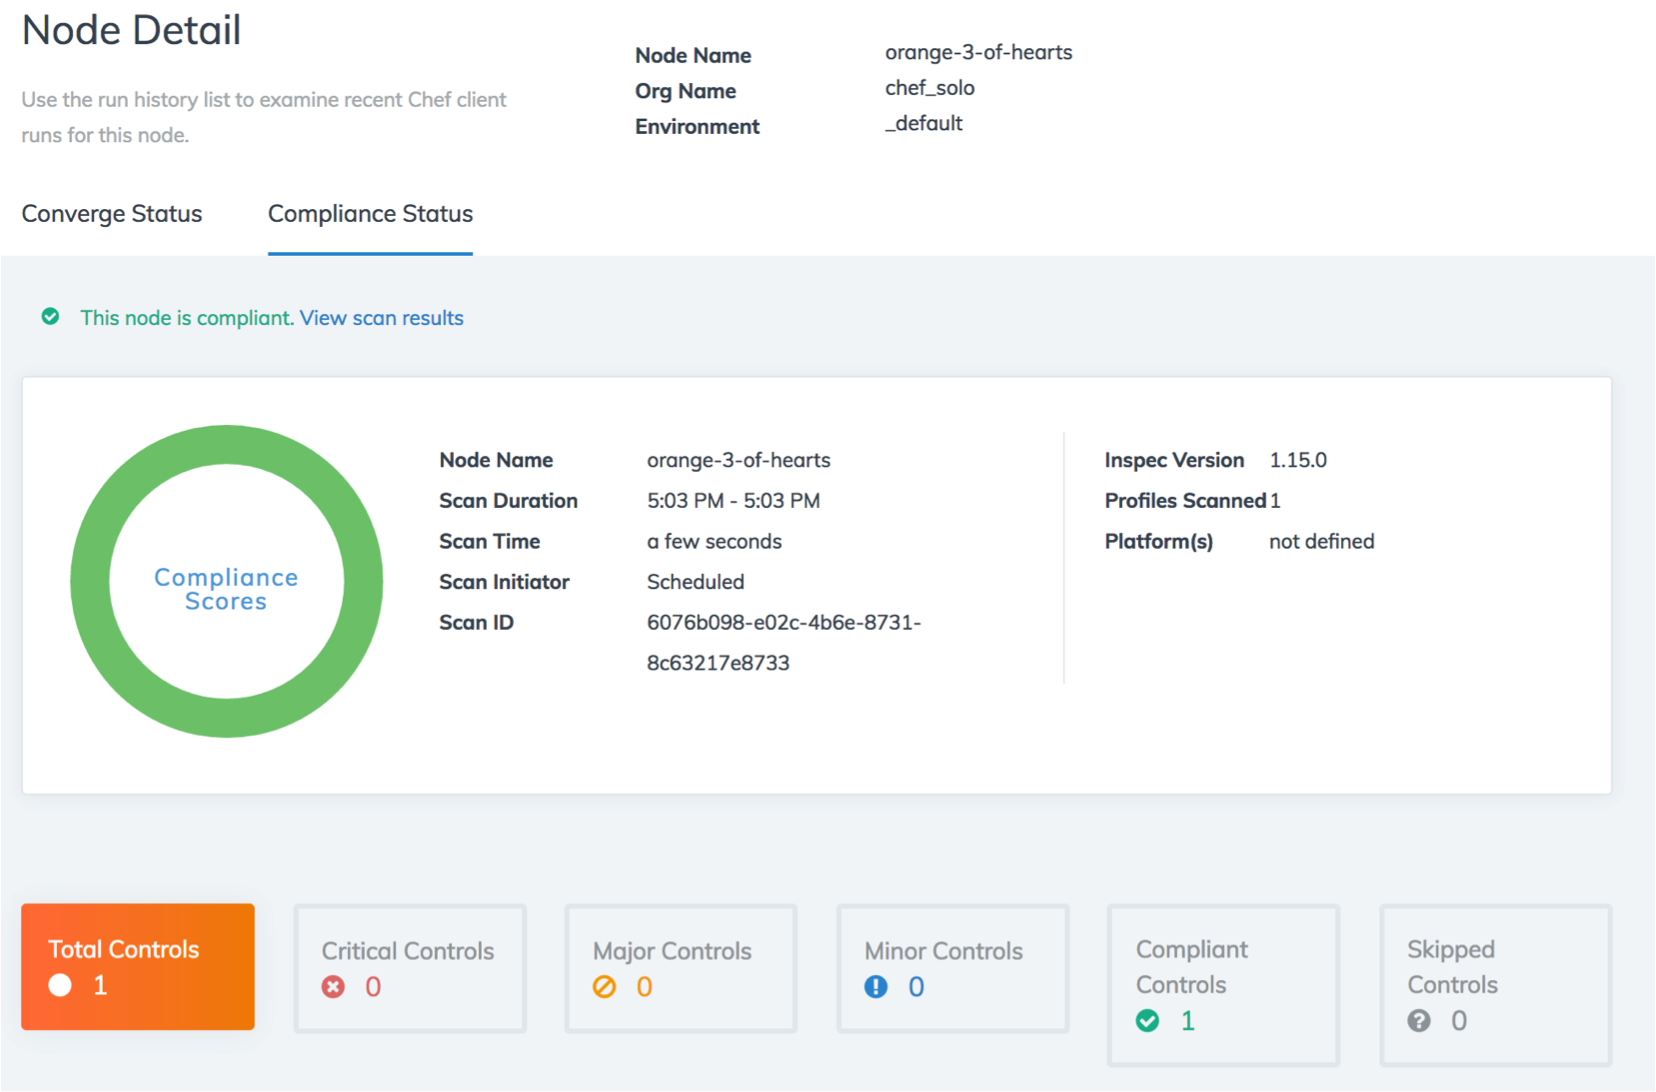 Node Detail
Use the run history list to examine recent Chef client
runs for this node.
Node Name orange-3-of-hearts
Org Name chef_solo
Environment _default
Converge Status Compliance Status
This node is compliant. View scan results
Compliance
Scores
Node Name orange-3-of-hearts
Scan Duration 5:03 PM - 5:03 PM
Scan Time a few seconds
Scan Initiator Scheduled
Scan ID 6076b098-e02c-4b6e-8731-
8c63217e8733
Inspec Version 1.15.0
Profiles Scanned 1
Platform(s) not defined
Total Controls
1
Critical Controls
0
Major Controls
0
Minor Controls
0
Compliant
Controls
1
Skipped
Controls
0